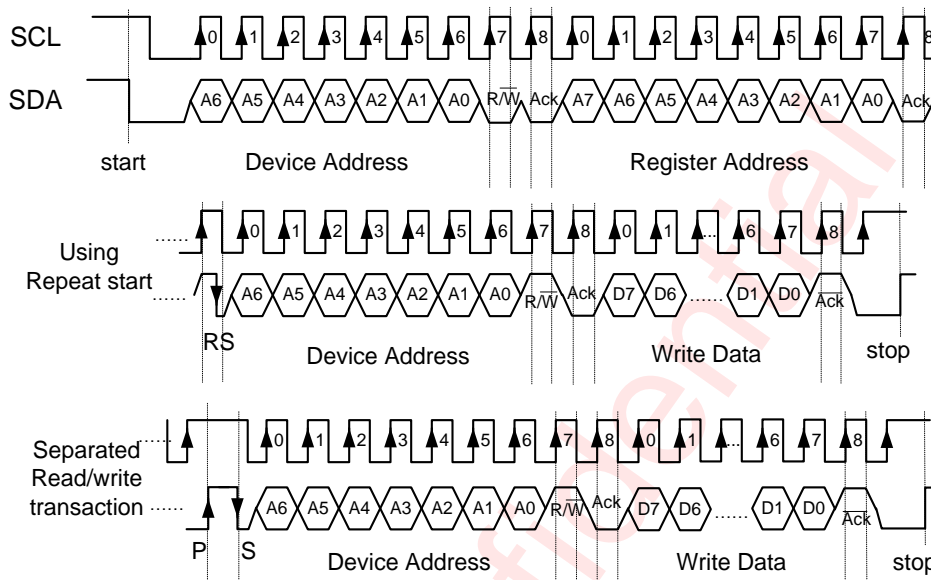 SCL 0 1 2 3 4 5 6 7 8 0 1 2 3 4 5 6 7 8
SDA A6 A5 A4 A3 A2 A1 A0 R/W Ack A7 A6 A5 A4 A3 A2 A1 A0 Ack
start Device Address Register Address
...... 0 1 2 3 4 5 6 7 8 0 1 ... 6 7 8
Using
Repeat start
...... A6 A5 A4 A3 A2 A1 A0 R/W Ack D7 D6 ...... D1 D0 Ack
RS Device Address Write Data stop
...... 0 1 2 3 4 5 6 7 8 0 1 ... 6 7 8
Separated
Read/write
transaction
...... A6 A5 A4 A3 A2 A1 A0 R/W Ack D7 D6 ...... D1 D0 Ack
P S Device Address Write Data stop
fidential